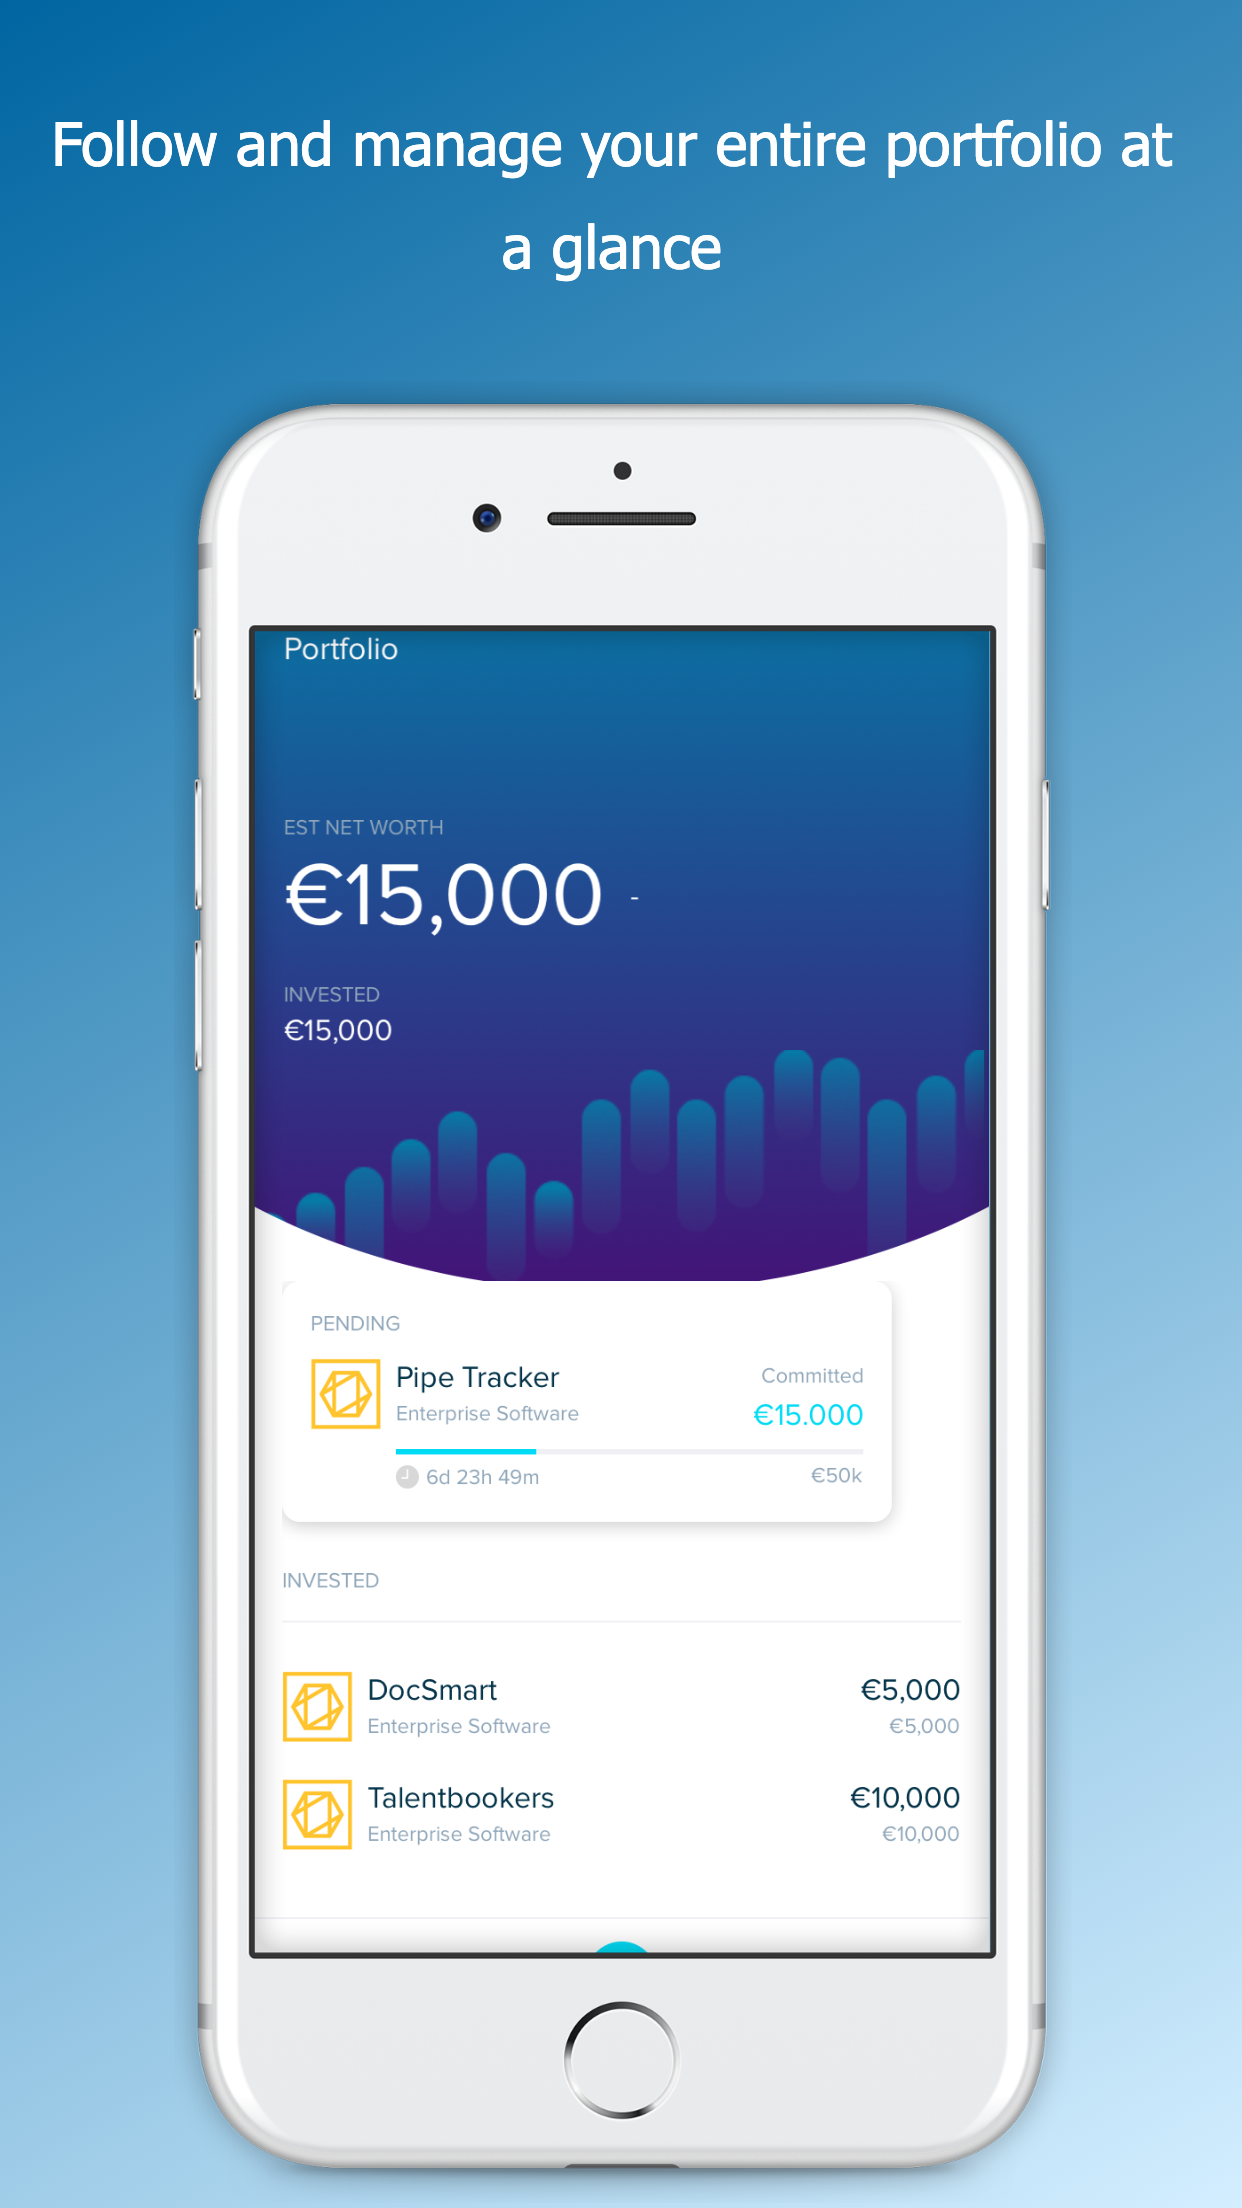 Follow and manage your entire portfolio at
a glance
Portfolio
EST NET WORTH
€15,000 -
INVESTED
€15,000
PENDING
Pipe Tracker
Committed
Enterprise Software
€15.000
6d 23h 49m
€50k
INVESTED
DocSmart
€5,000
Enterprise Software
€5,000
Talentbookers
€10,000
Enterprise Software
€10,000